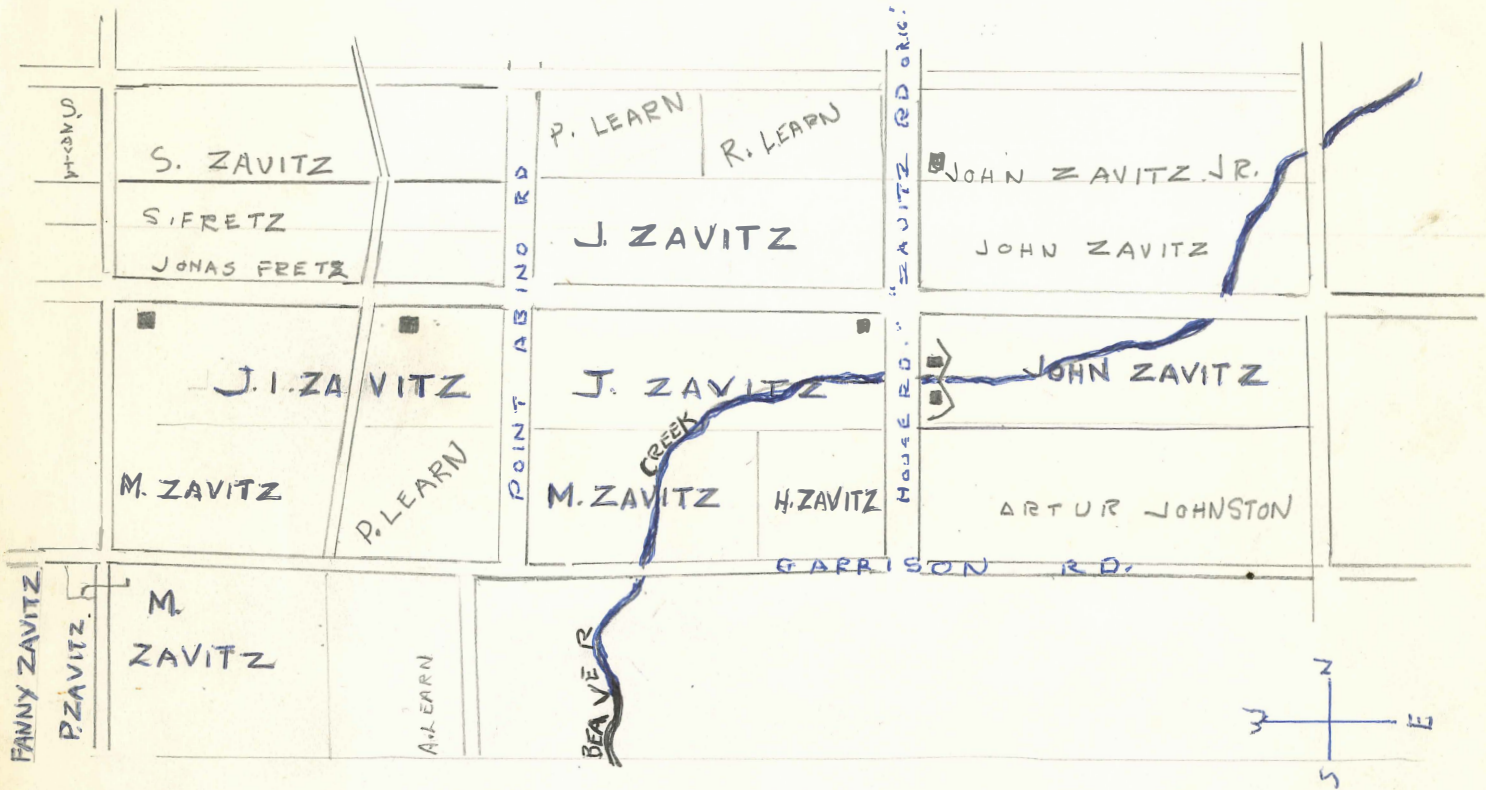 S. ZAVITZ
S. FRETZ
JONAS FRETZ
P. LEARN
R. LEARN
J. ZAVITZ
JOHN ZAVITZ JR.
JOHN ZAVITZ
POINT ABINO RD
HOUSE RD. "ZAVITZ RD ORIG'
J. I. ZAVITZ
M. ZAVITZ
P. LEARN
J. ZAVITZ
M. ZAVITZ
H. ZAVITZ
JOHN ZAVITZ
ARTUR JOHNSTON
GARRISON RD.
BEAVER CREEK
FANNY ZAVITZ
P. ZAVITZ.
M.
ZAVITZ
A. LEARN
N
W E
S